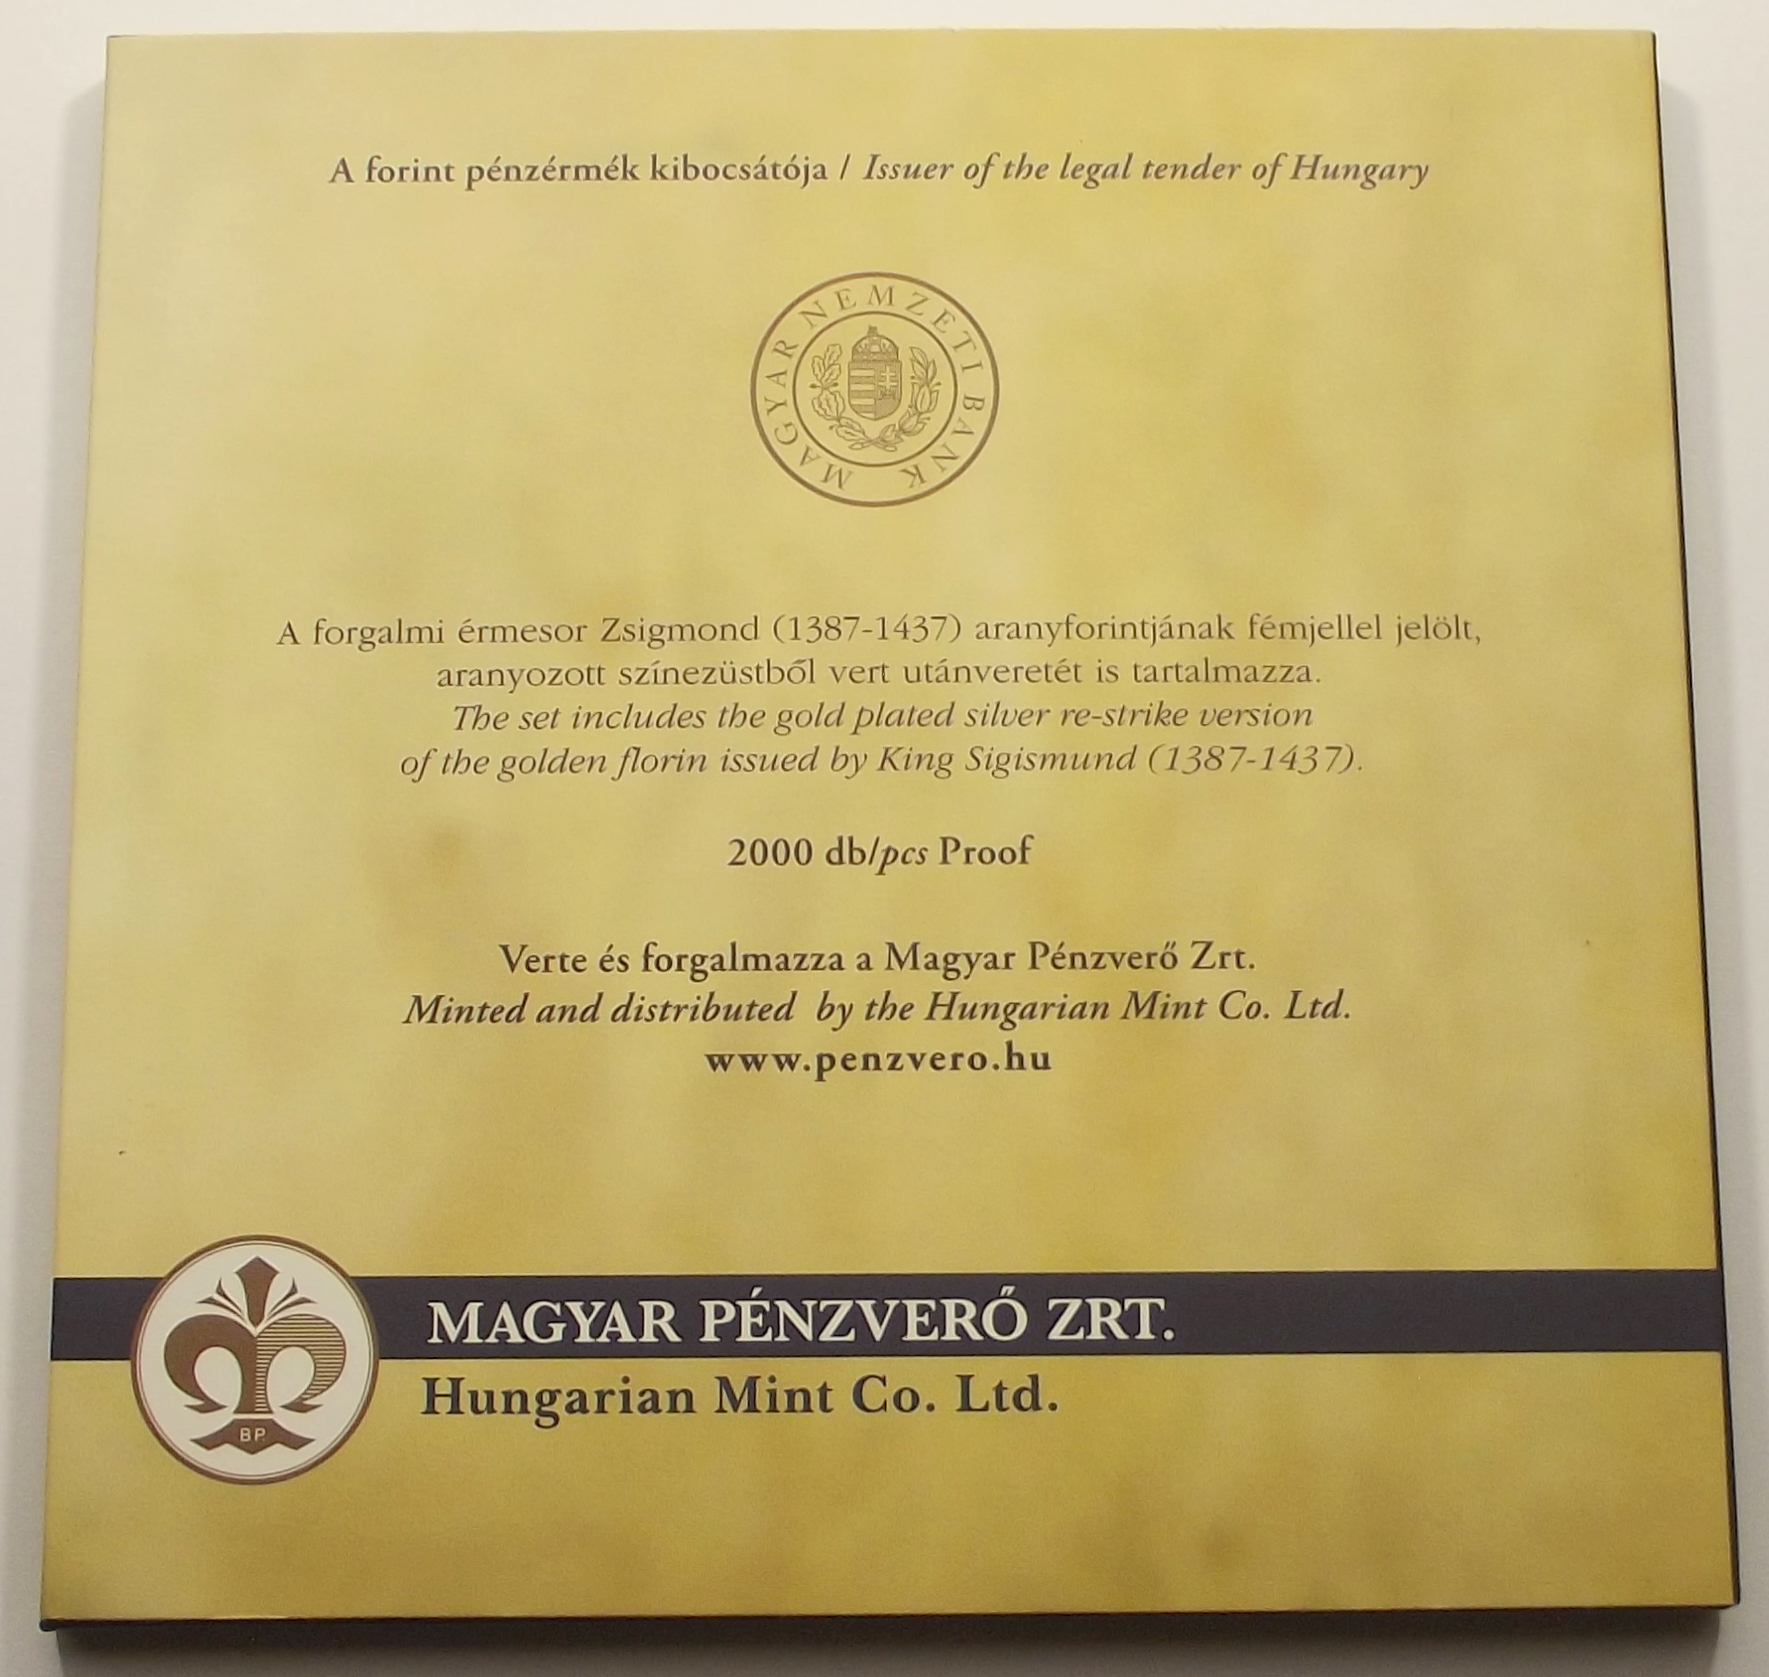 A forint pénzérmék kibocsátója / Issuer of the legal tender of Hungary
MAGYAR NEMZETI BANK
A forgalmi érmesor Zsigmond (1387-1437) aranyforintjának fémjellel jelölt,
aranyozott színezüstből vert utánveretét is tartalmazza.
The set includes the gold plated silver re-strike version
of the golden florin issued by King Sigismund (1387-1437).
2000 db/pcs Proof
Verte és forgalmazza a Magyar Pénzverő Zrt.
Minted and distributed by the Hungarian Mint Co. Ltd.
www.penzvero.hu
MAGYAR PÉNZVERŐ ZRT.
Hungarian Mint Co. Ltd.
BP.